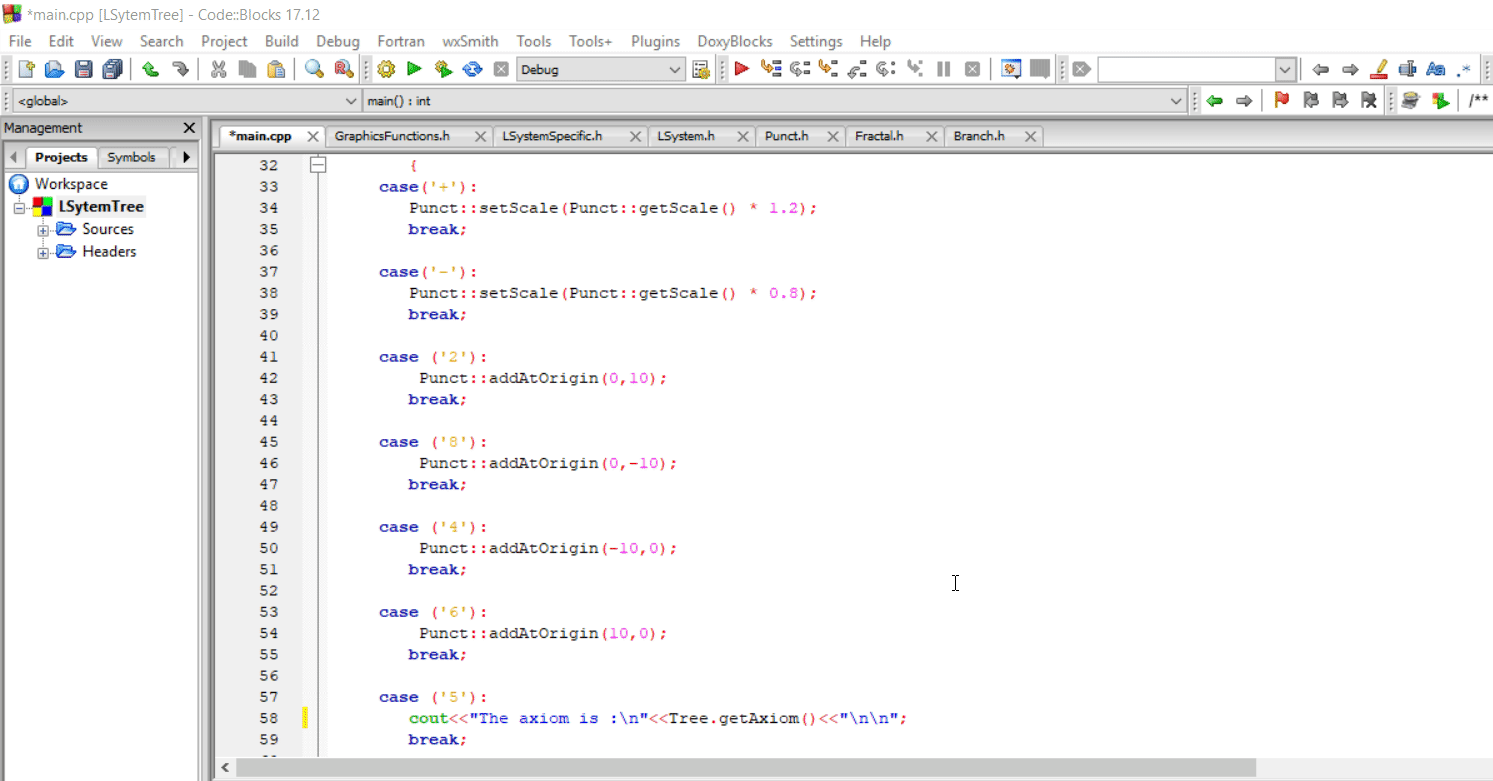 *main.cpp [LSytemTree] - Code::Blocks 17.12
File Edit View Search Project Build Debug Fortran wxSmith Tools Tools+ Plugins DoxyBlocks Settings Help
Debug
<global> main() : int /**
Management
Projects Symbols
Workspace
LSytemTree
Sources
Headers
*main.cpp GraphicsFunctions.h LSystemSpecific.h LSystem.h Punct.h Fractal.h Branch.h
32 {
33 case('+'):
34 Punct::setScale(Punct::getScale() * 1.2);
35 break;
36
37 case('-'):
38 Punct::setScale(Punct::getScale() * 0.8);
39 break;
40
41 case ('2'):
42 Punct::addAtOrigin(0,10);
43 break;
44
45 case ('8'):
46 Punct::addAtOrigin(0,-10);
47 break;
48
49 case ('4'):
50 Punct::addAtOrigin(-10,0);
51 break;
52
53 case ('6'):
54 Punct::addAtOrigin(10,0);
55 break;
56
57 case ('5'):
58 cout<<"The axiom is :\n"<<Tree.getAxiom()<<"\n\n";
59 break;